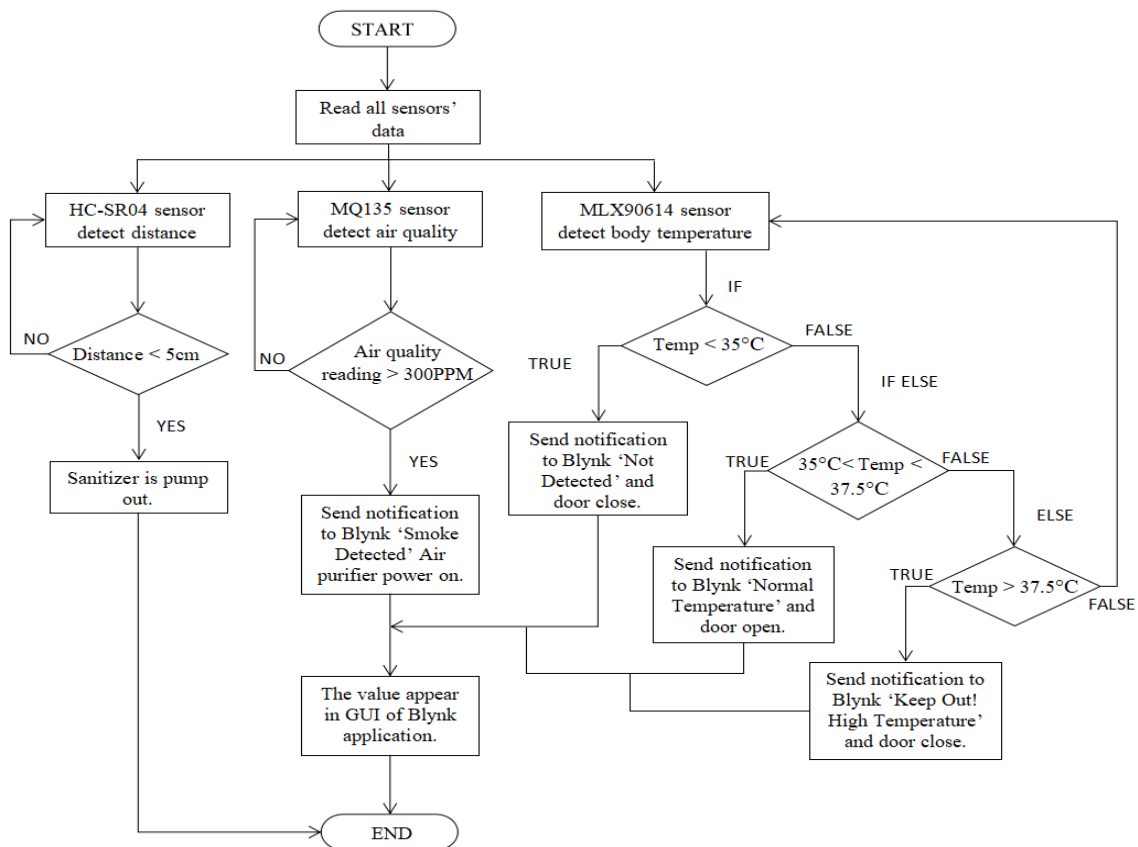 START
Read all sensors'
data
HC-SR04 sensor
detect distance
MQ135 sensor
detect air quality
MLX90614 sensor
detect body temperature
IF
NO
Distance < 5cm
NO
Air quality
reading > 300PPM
TRUE
Temp < 35°C
FALSE
IF ELSE
YES
Sanitizer is pump
out.
YES
Send notification
to Blynk ‘Smoke
Detected’ Air
purifier power on.
Send notification
to Blynk ‘Not
Detected’ and
door close.
TRUE
35°C< Temp <
37.5°C
FALSE
ELSE
Send notification
to Blynk ‘Normal
Temperature’ and
door open.
TRUE
Temp > 37.5°C
FALSE
Send notification to
Blynk ‘Keep Out!
High Temperature’
and door close.
The value appear
in GUI of Blynk
application.
END